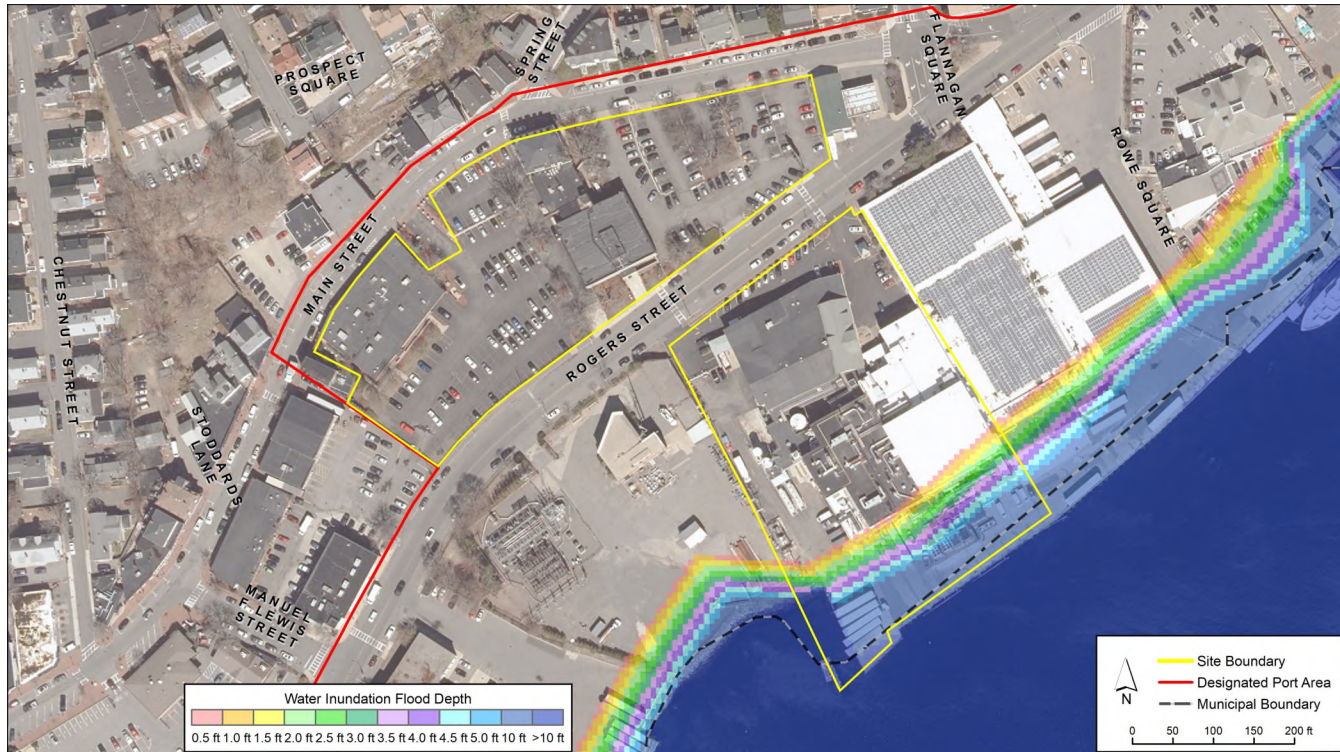 PROSPECT
SQUARE
SPRING
STREET
FLANNAGAN
SQUARE
ROWE SQUARE
CHESTNUT STREET
MAIN STREET
STODDARDS
LANE
ROGERS STREET
MANUEL
F LEWIS
STREET
Water Inundation Flood Depth
0.5 ft 1.0 ft 1.5 ft 2.0 ft 2.5 ft 3.0 ft 3.5 ft 4.0 ft 4.5 ft 5.0 ft 10 ft >10 ft
N
Site Boundary
Designated Port Area
Municipal Boundary
0 50 100 150 200 ft